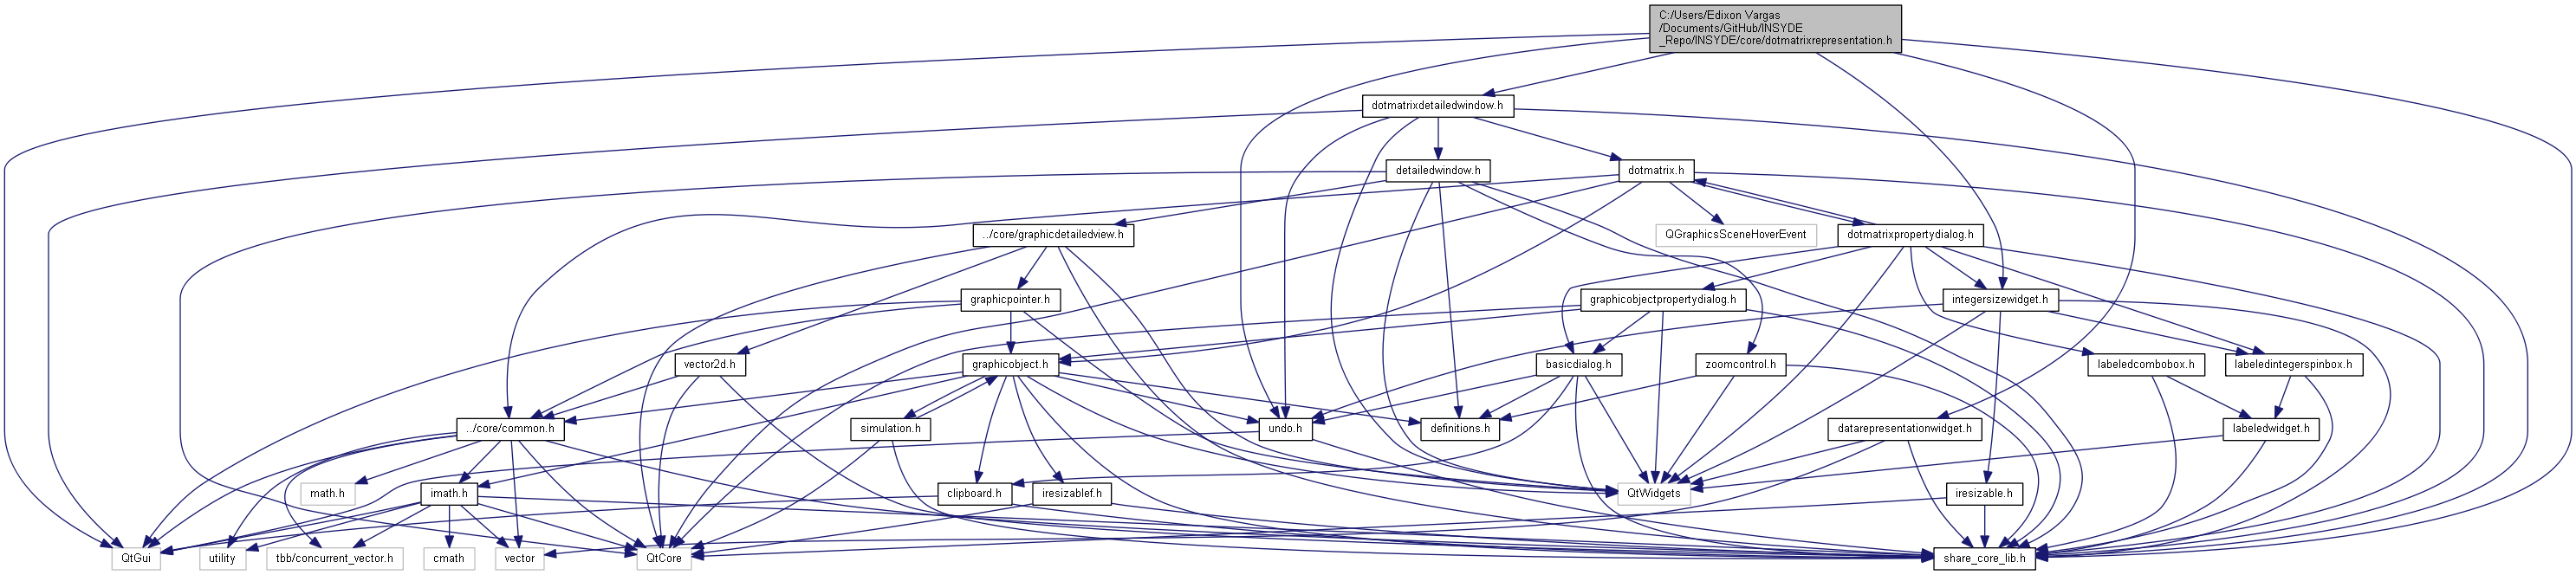 C:/Users/Edixon Vargas
/Documents/GitHub/INSYDE
_Repo/INSYDE/core/dotmatrixrepresentation.h
dotmatrixdetailedwindow.h
detailedwindow.h
dotmatrix.h
../core/graphicdetailedview.h
QGraphicsSceneHoverEvent
dotmatrixpropertydialog.h
graphicpointer.h
graphicobjectpropertydialog.h
integersizewidget.h
vector2d.h
graphicobject.h
basicdialog.h
zoomcontrol.h
labeledcombobox.h
labeledintegerspinbox.h
../core/common.h
simulation.h
undo.h
definitions.h
datarepresentationwidget.h
labeledwidget.h
math.h
imath.h
clipboard.h
iresizablef.h
QtWidgets
iresizable.h
QtGui
utility
tbb/concurrent_vector.h
cmath
vector
QtCore
share_core_lib.h